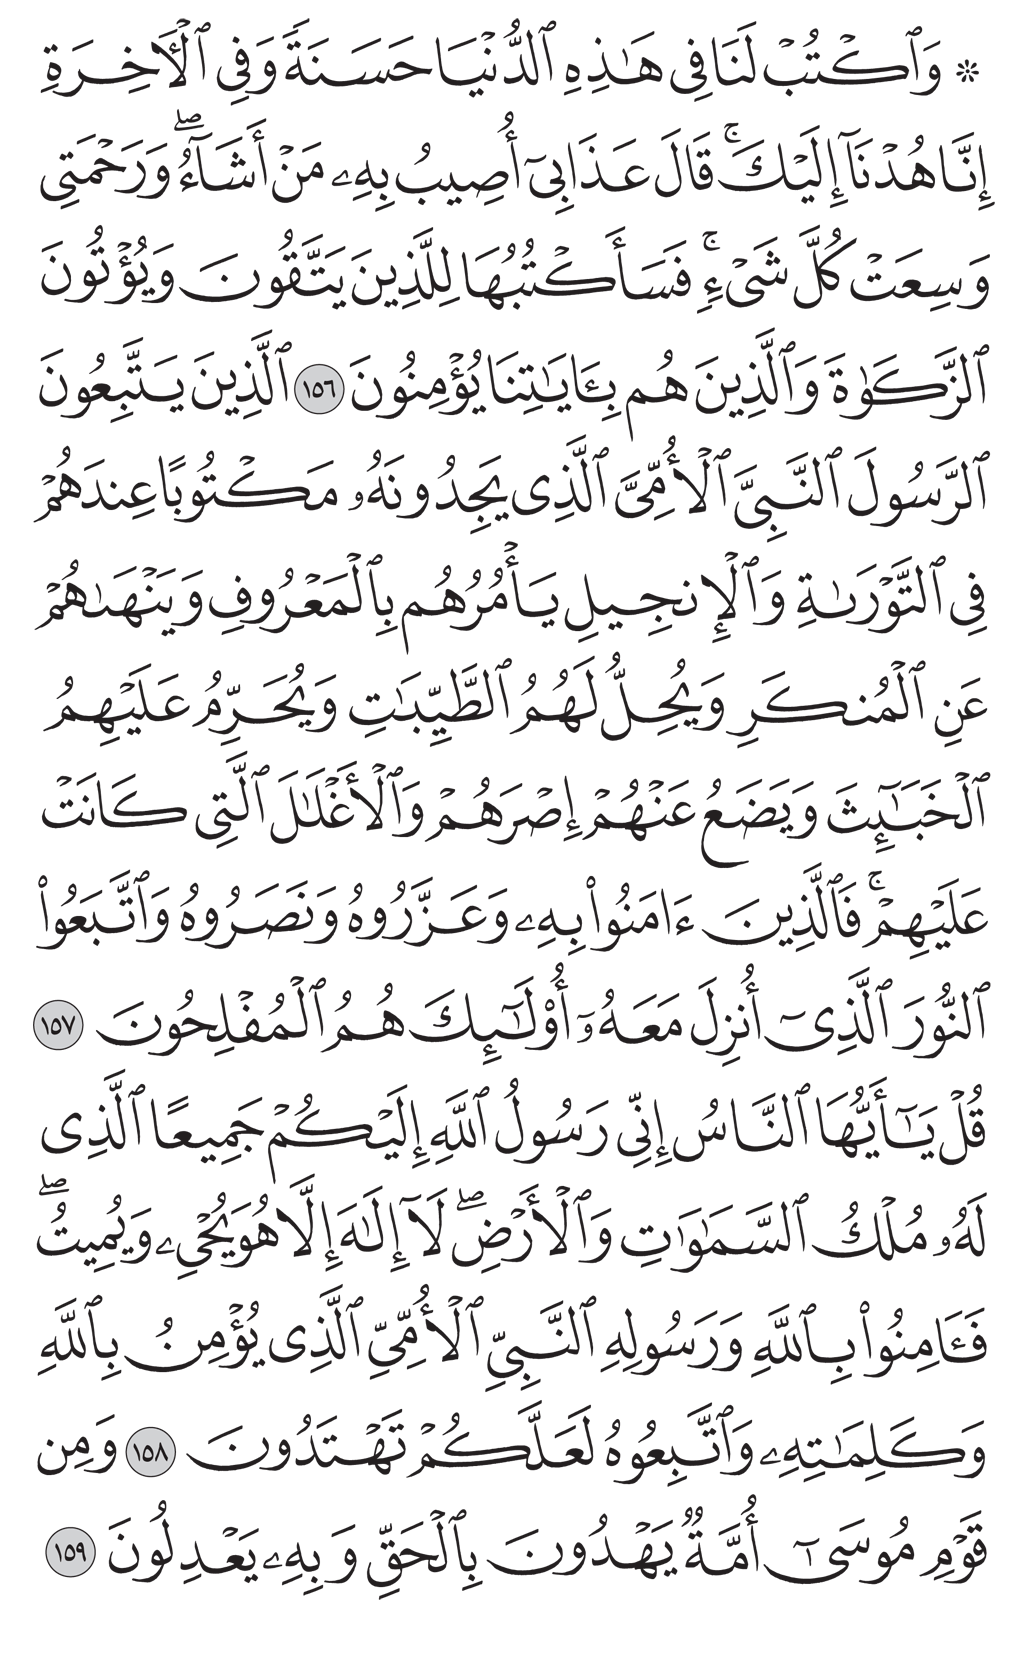 ۞ وَٱكۡتُبۡ لَنَا فِي هَٰذِهِ ٱلدُّنۡيَا حَسَنَةٗ وَفِي ٱلۡأٓخِرَةِ
إِنَّا هُدۡنَآ إِلَيۡكَۚ قَالَ عَذَابِيٓ أُصِيبُ بِهِۦ مَنۡ أَشَآءُۖ وَرَحۡمَتِي
وَسِعَتۡ كُلَّ شَيۡءٖۚ فَسَأَكۡتُبُهَا لِلَّذِينَ يَتَّقُونَ وَيُؤۡتُونَ
ٱلزَّكَوٰةَ وَٱلَّذِينَ هُم بِـَٔايَٰتِنَا يُؤۡمِنُونَ ١٥٦ ٱلَّذِينَ يَتَّبِعُونَ
ٱلرَّسُولَ ٱلنَّبِيَّ ٱلۡأُمِّيَّ ٱلَّذِي يَجِدُونَهُۥ مَكۡتُوبًا عِندَهُمۡ
فِي ٱلتَّوۡرَىٰةِ وَٱلۡإِنجِيلِ يَأۡمُرُهُم بِٱلۡمَعۡرُوفِ وَيَنۡهَىٰهُمۡ
عَنِ ٱلۡمُنكَرِ وَيُحِلُّ لَهُمُ ٱلطَّيِّبَٰتِ وَيُحَرِّمُ عَلَيۡهِمُ
ٱلۡخَبَٰٓئِثَ وَيَضَعُ عَنۡهُمۡ إِصۡرَهُمۡ وَٱلۡأَغۡلَٰلَ ٱلَّتِي كَانَتۡ
عَلَيۡهِمۡۚ فَٱلَّذِينَ ءَامَنُواْ بِهِۦ وَعَزَّرُوهُ وَنَصَرُوهُ وَٱتَّبَعُواْ
ٱلنُّورَ ٱلَّذِيٓ أُنزِلَ مَعَهُۥٓ أُوْلَٰٓئِكَ هُمُ ٱلۡمُفۡلِحُونَ ١٥٧
قُلۡ يَٰٓأَيُّهَا ٱلنَّاسُ إِنِّي رَسُولُ ٱللَّهِ إِلَيۡكُمۡ جَمِيعًا ٱلَّذِي
لَهُۥ مُلۡكُ ٱلسَّمَٰوَٰتِ وَٱلۡأَرۡضِۖ لَآ إِلَٰهَ إِلَّا هُوَ يُحۡيِۦ وَيُمِيتُۖ
فَـَٔامِنُواْ بِٱللَّهِ وَرَسُولِهِ ٱلنَّبِيِّ ٱلۡأُمِّيِّ ٱلَّذِي يُؤۡمِنُ بِٱللَّهِ
وَكَلِمَٰتِهِۦ وَٱتَّبِعُوهُ لَعَلَّكُمۡ تَهۡتَدُونَ ١٥٨ وَمِن
قَوۡمِ مُوسَىٰٓ أُمَّةٞ يَهۡدُونَ بِٱلۡحَقِّ وَبِهِۦ يَعۡدِلُونَ ١٥٩